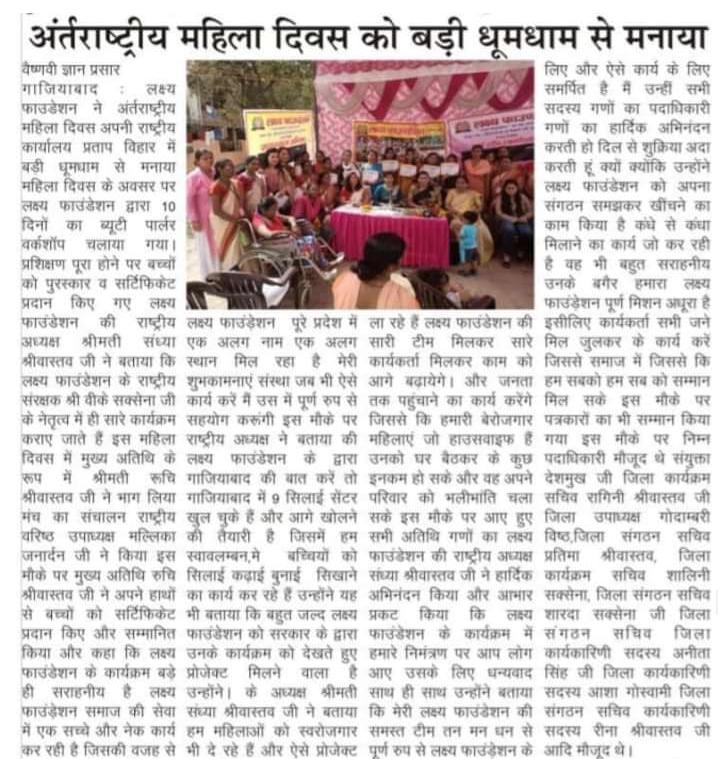 अंर्तराष्ट्रीय महिला दिवस को बड़ी धूमधाम से मनाया
वैष्णवी ज्ञान प्रसार
गाजियाबाद : लक्ष्य
फाउंडेशन ने अंर्तराष्ट्रीय
महिला दिवस अपनी राष्ट्रीय
कार्यालय प्रताप विहार में
बड़ी धूमधाम से मनाया
महिला दिवस के अवसर पर
लक्ष्य फाउंडेशन द्वारा 10
दिनों का ब्यूटी पार्लर
वर्कशॉप चलाया गया।
प्रशिक्षण पूरा होने पर बच्चों
को पुरस्कार व सर्टिफिकेट
प्रदान किए गए लक्ष्य
फाउंडेशन की राष्ट्रीय
अध्यक्ष श्रीमती संध्या
श्रीवास्तव जी ने बताया कि
लक्ष्य फाउंडेशन के राष्ट्रीय
संरक्षक श्री वीके सक्सेना जी
के नेतृत्व में ही सारे कार्यक्रम
कराए जाते हैं इस महिला
दिवस में मुख्य अतिथि के
रूप में श्रीमती रूचि
श्रीवास्तव जी ने भाग लिया
मंच का संचालन राष्ट्रीय
वरिष्ठ उपाध्यक्ष मल्लिका
जनार्दन जी ने किया इस
मौके पर मुख्य अतिथि रुचि
श्रीवास्तव जी ने अपने हाथों
से बच्चों को सर्टिफिकेट
प्रदान किए और सम्मानित
किया और कहा कि लक्ष्य
फाउंडेशन के कार्यक्रम बड़े
ही सराहनीय है लक्ष्य
फाउंडेशन समाज की सेवा
में एक सच्चे और नेक कार्य
कर रही है जिसकी वजह से
लक्ष्य फाउंडेशन पूरे प्रदेश में
एक अलग नाम एक अलग
स्थान मिल रहा है मेरी
शुभकामनाएं संस्था जब भी ऐसे
कार्य करें मैं उस में पूर्ण रुप से
सहयोग करूंगी इस मौके पर
राष्ट्रीय अध्यक्ष ने बताया की
लक्ष्य फाउंडेशन के द्वारा
गाजियाबाद की बात करें तो
गाजियाबाद में 9 सिलाई सेंटर
खुल चुके हैं और आगे खोलने
की तैयारी है जिसमें हम
स्वावलम्बन,मे बच्चियों को
सिलाई कढ़ाई बुनाई सिखाने
का कार्य कर रहे हैं उन्होंने यह
भी बताया कि बहुत जल्द लक्ष्य
फाउंडेशन को सरकार के द्वारा
उनके कार्यक्रम को देखते हुए
प्रोजेक्ट मिलने वाला है
उन्होंने। के अध्यक्ष श्रीमती
संध्या श्रीवास्तव जी ने बताया
हम महिलाओं को स्वरोजगार
भी दे रहे हैं और ऐसे प्रोजेक्ट
ला रहे हैं लक्ष्य फाउंडेशन की
सारी टीम मिलकर सारे
कार्यकर्ता मिलकर काम को
आगे बढ़ायेगे। और जनता
तक पहुंचाने का कार्य करेंगे
जिससे कि हमारी बेरोजगार
महिलाएं जो हाउसवाइफ हैं
उनको घर बैठकर के कुछ
इनकम हो सके और वह अपने
परिवार को भलीभांति चला
सके इस मौके पर आए हुए
सभी अतिथि गणों का लक्ष्य
फाउंडेशन की राष्ट्रीय अध्यक्ष
संध्या श्रीवास्तव जी ने हार्दिक
अभिनंदन किया और आभार
प्रकट किया कि लक्ष्य
फाउंडेशन के कार्यक्रम में
हमारे निमंत्रण पर आप लोग
आए उसके लिए धन्यवाद
साथ ही साथ उन्होंने बताया
कि मेरी लक्ष्य फाउंडेशन की
समस्त टीम तन मन धन से
पूर्ण रुप से लक्ष्य फाउंडेशन के
लिए और ऐसे कार्य के लिए
समर्पित है मैं उन्हीं सभी
सदस्य गणों का पदाधिकारी
गणों का हार्दिक अभिनंदन
करती हो दिल से शुक्रिया अदा
करती हूं क्यों क्योंकि उन्होंने
लक्ष्य फाउंडेशन को अपना
संगठन समझकर खींचने का
काम किया है कंधे से कंधा
मिलाने का कार्य जो कर रही
है वह भी बहुत सराहनीय
उनके बगैर हमारा लक्ष्य
फाउंडेशन पूर्ण मिशन अधूरा है
इसीलिए कार्यकर्ता सभी जने
मिल जुलकर के कार्य करें
जिससे समाज में जिससे कि
हम सबको हम सब को सम्मान
मिल सके इस मौके पर
पत्रकारों का भी सम्मान किया
गया इस मौके पर निम्न
पदाधिकारी मौजूद थे संयुक्ता
देशमुख जी जिला कार्यक्रम
सचिव रागिनी श्रीवास्तव जी
जिला उपाध्यक्ष गोदाम्बरी
विष्ठ,जिला संगठन सचिव
प्रतिमा श्रीवास्तव, जिला
कार्यक्रम सचिव शालिनी
सक्सेना, जिला संगठन सचिव
शारदा सक्सेना जी जिला
संगठन सचिव जिला
कार्यकारिणी सदस्य अनीता
सिंह जी जिला कार्यकारिणी
सदस्य आशा गोस्वामी जिला
संगठन सचिव कार्यकारिणी
सदस्य रीना श्रीवास्तव जी
आदि मौजूद थे।